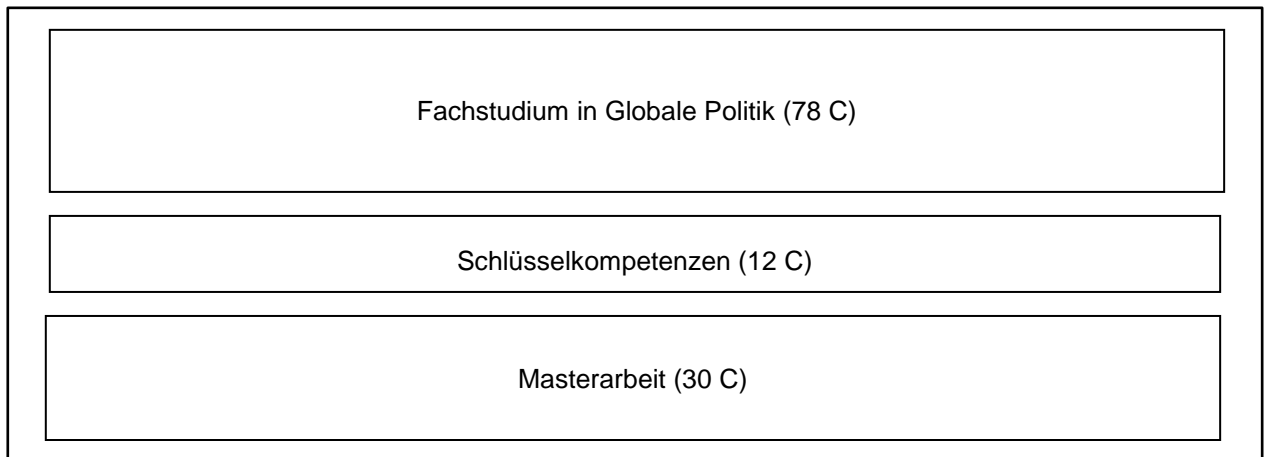 Fachstudium in Globale Politik (78 C)
Schlüsselkompetenzen (12 C)
Masterarbeit (30 C)